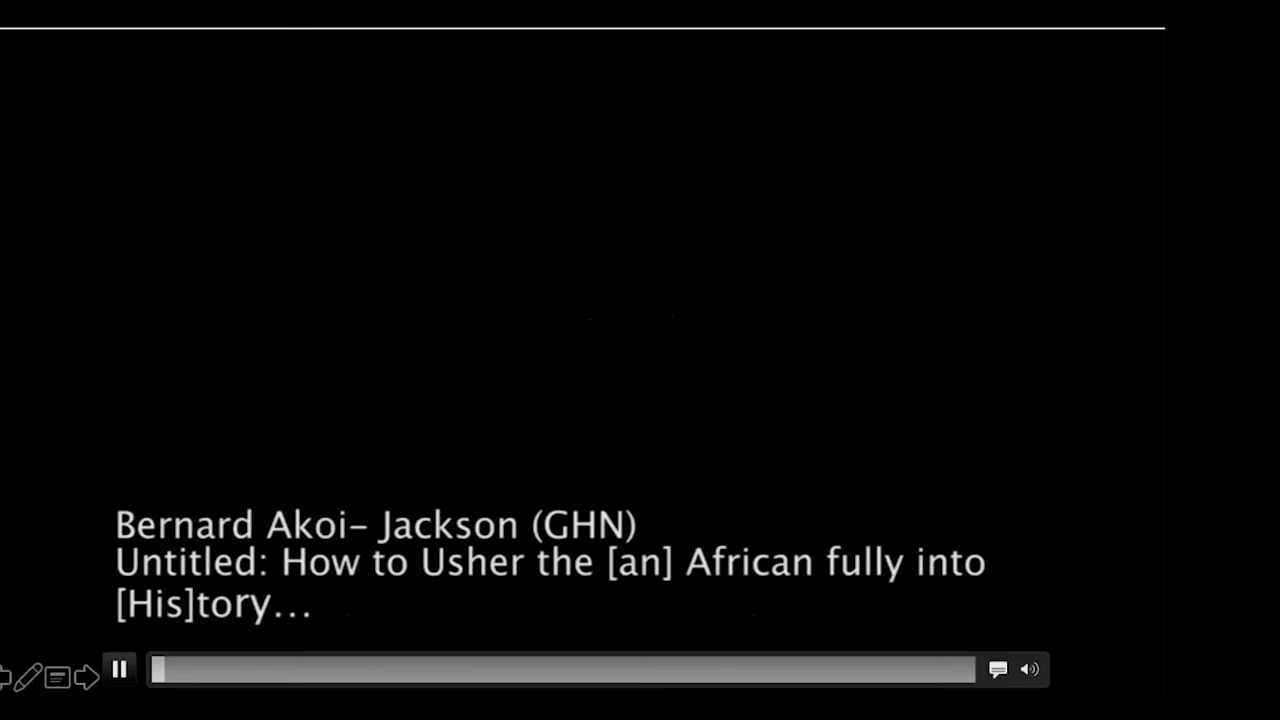 Bernard Akoi- Jackson (GHN)
Untitled: How to Usher the [an] African fully into
[His]tory...